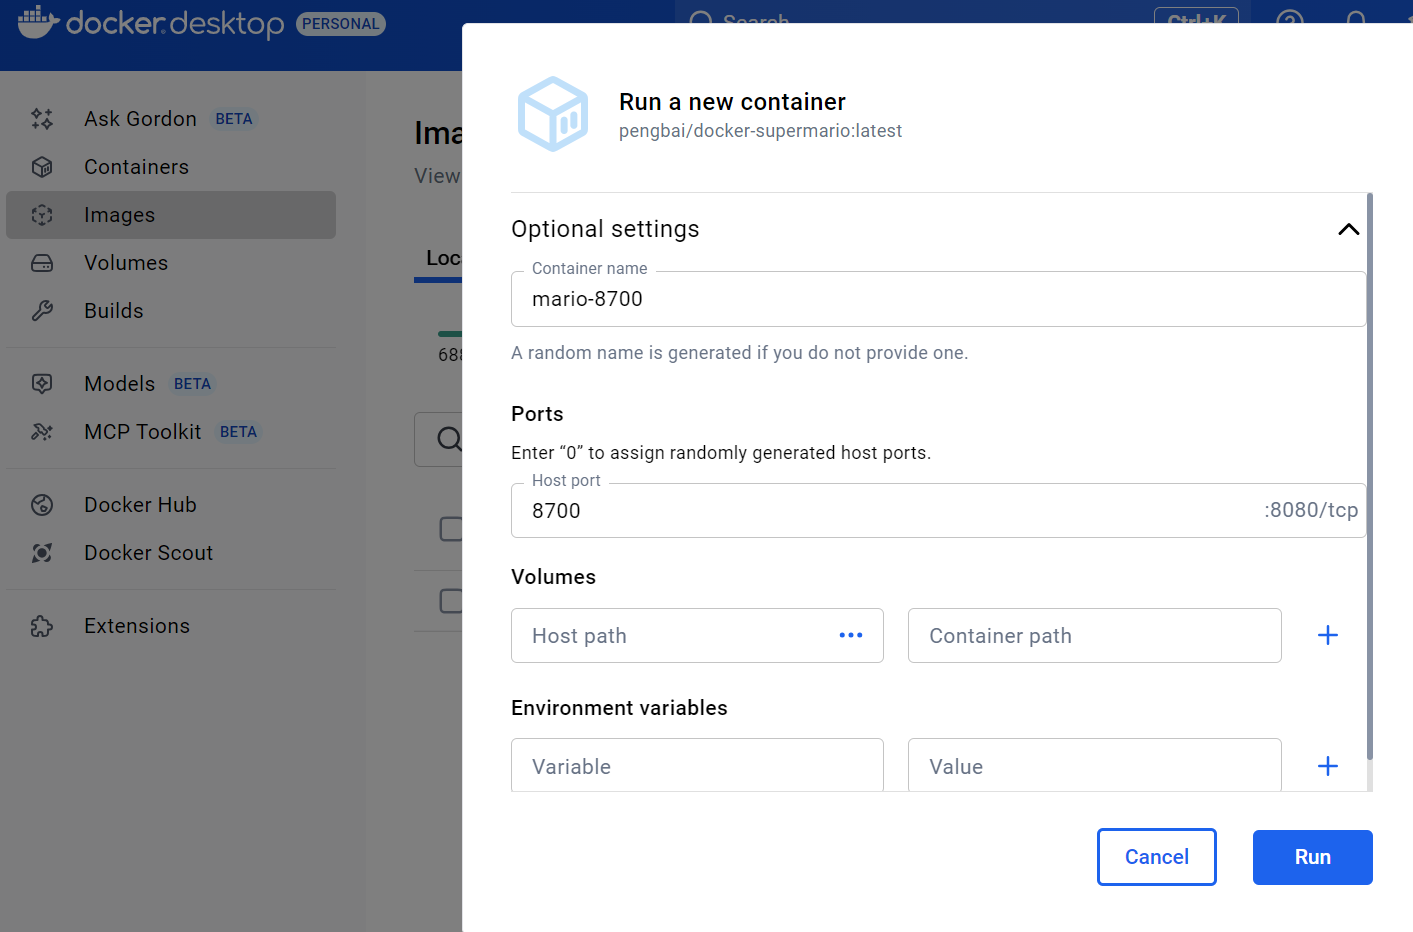 docker.desktop PERSONAL
Search
Ctrl+K
Ask Gordon BETA
Containers
Images
Volumes
Builds
Models BETA
MCP Toolkit BETA
Docker Hub
Docker Scout
Extensions
View
Run a new container
pengbai/docker-supermario:latest
Optional settings
Container name
mario-8700
A random name is generated if you do not provide one.
Ports
Enter “0” to assign randomly generated host ports.
Host port
8700 :8080/tcp
Volumes
Host path Container path
Environment variables
Variable Value
Cancel Run